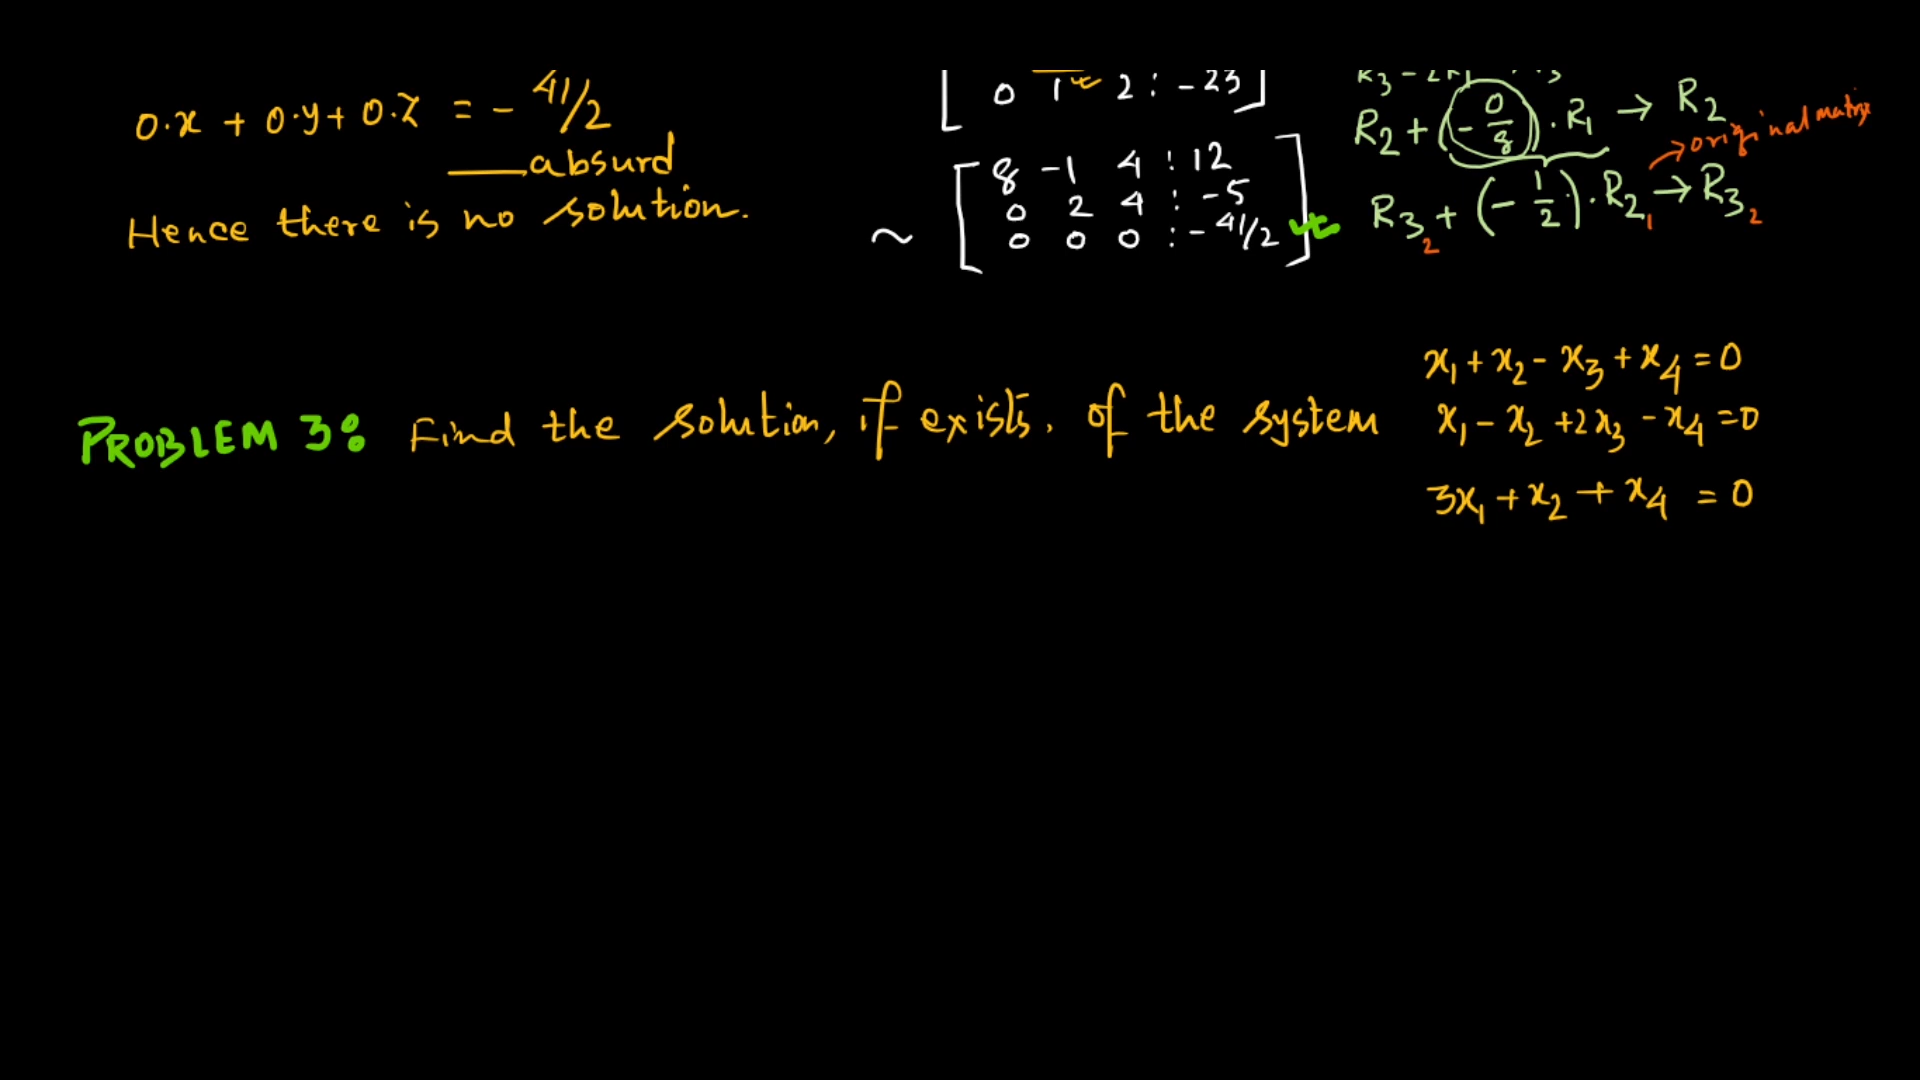 0·x + 0·y + 0·z = - 41/2
absurd
Hence there is no solution.
[ 0 1 2 : -23 ]
R2 + (- 0/8) · R1 → R2
→ original matrix
~ [ 8 -1 4 : 12
0 2 4 : -5
0 0 0 : - 41/2 ]
R3 2 + (- 1/2) · R2 1 → R3 2
PROBLEM 3: Find the solution, if exists, of the system
x1 + x2 - x3 + x4 = 0
x1 - x2 + 2x3 - x4 = 0
3x1 + x2 + x4 = 0